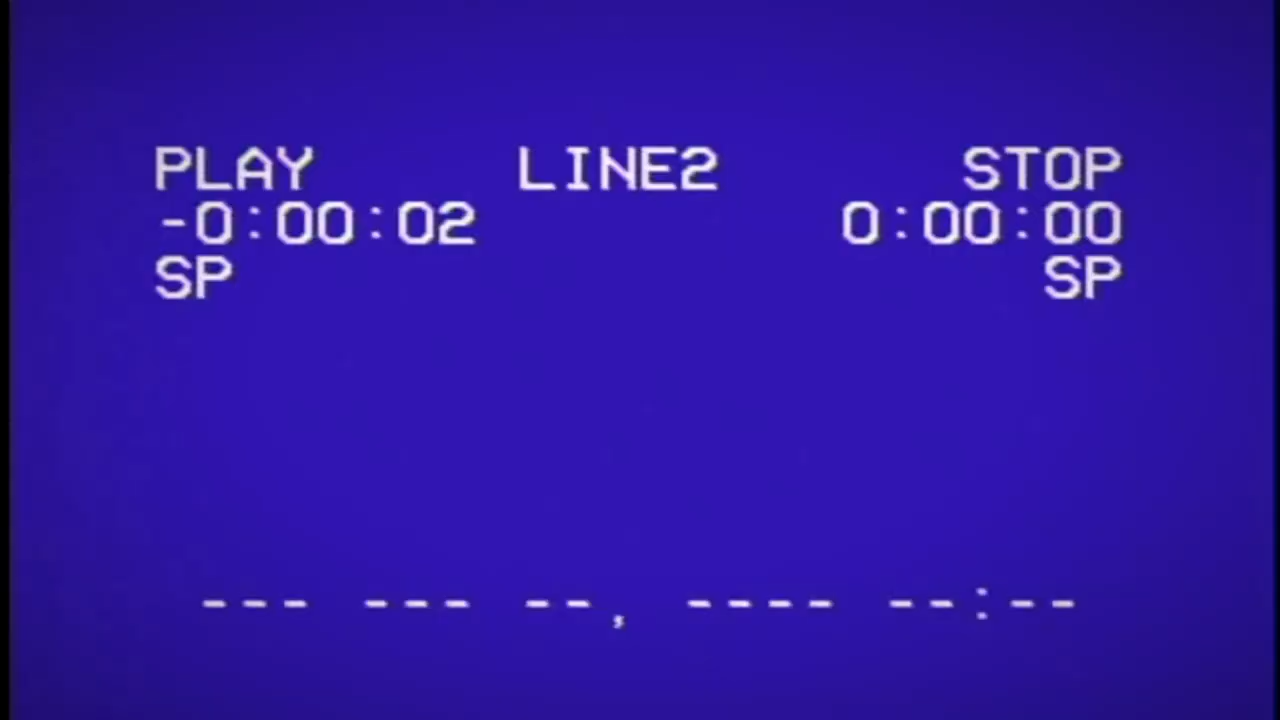 PLAY LINE2 STOP
-0:00:02 0:00:00
SP SP
--- --- --, ---- --:--